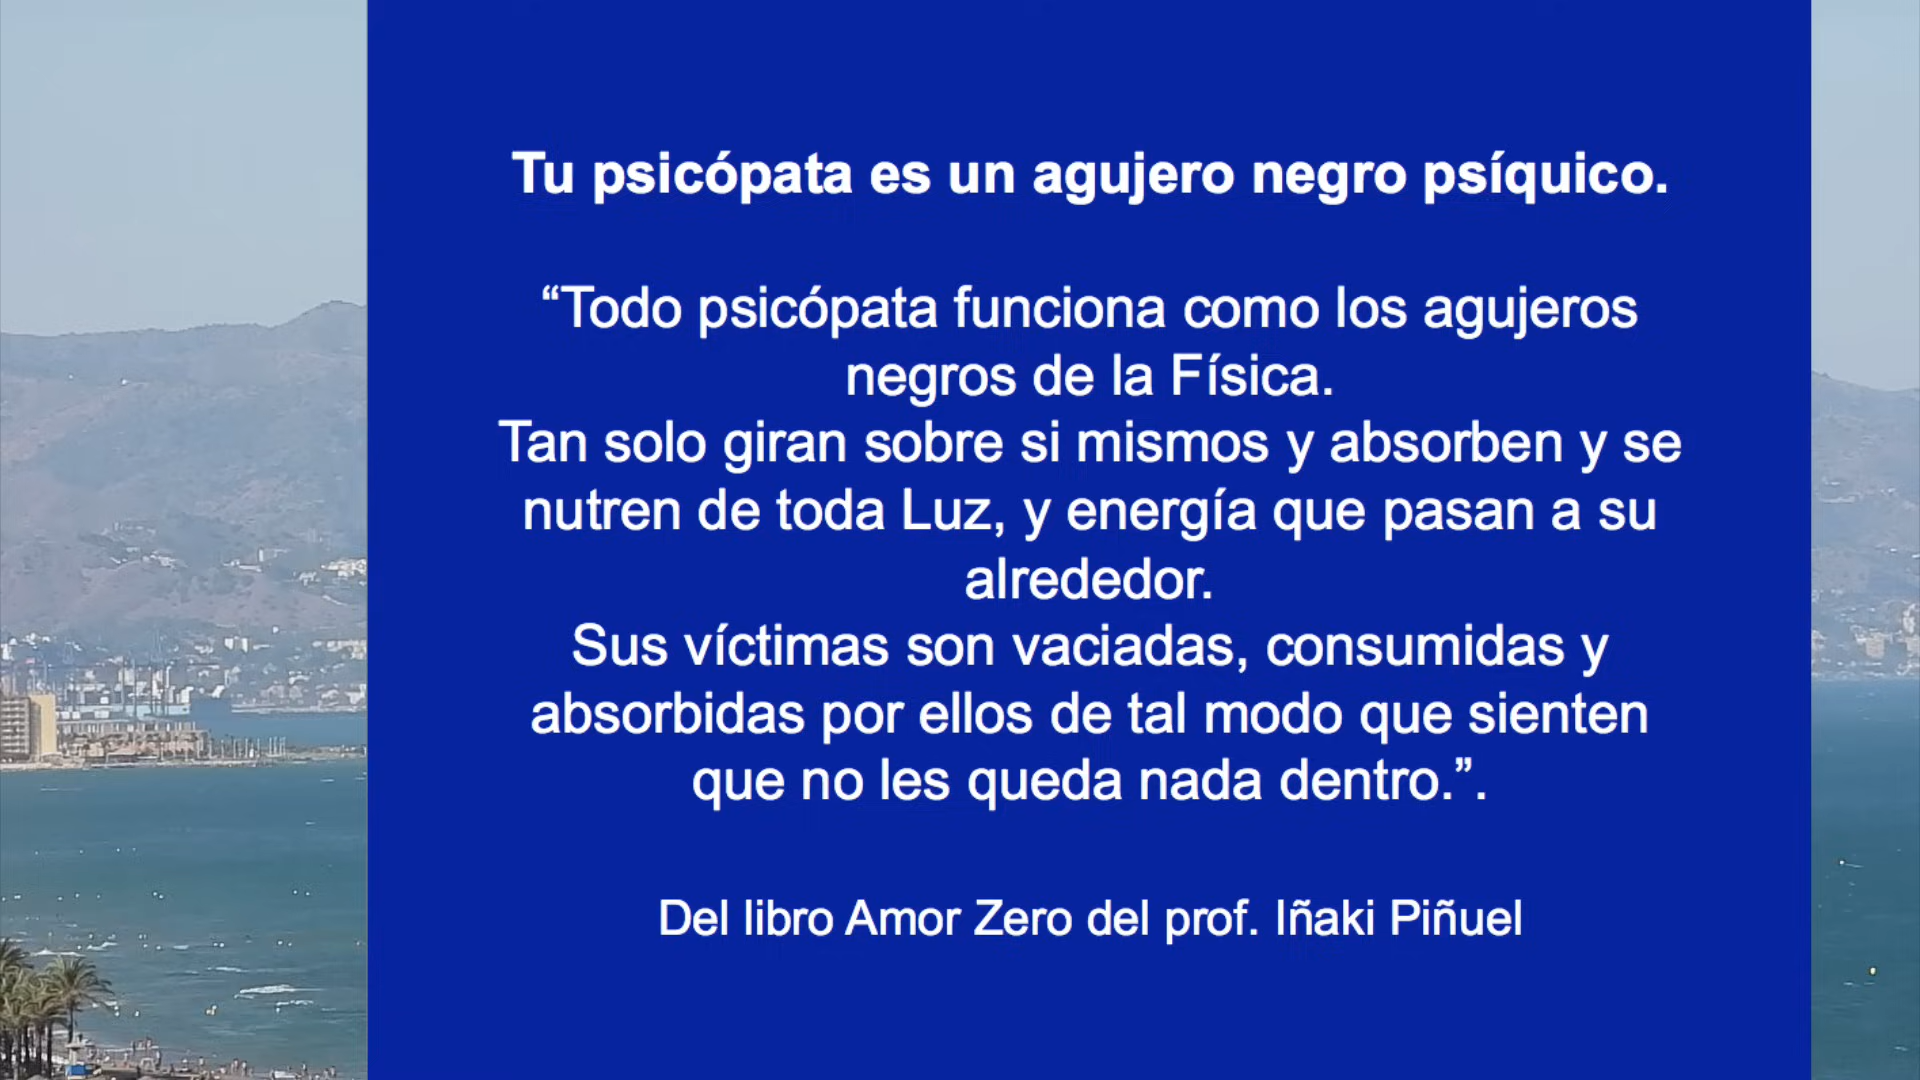 Tu psicópata es un agujero negro psíquico.
“Todo psicópata funciona como los agujeros
negros de la Física.
Tan solo giran sobre si mismos y absorben y se
nutren de toda Luz, y energía que pasan a su
alrededor.
Sus víctimas son vaciadas, consumidas y
absorbidas por ellos de tal modo que sienten
que no les queda nada dentro.”.
Del libro Amor Zero del prof. Iñaki Piñuel